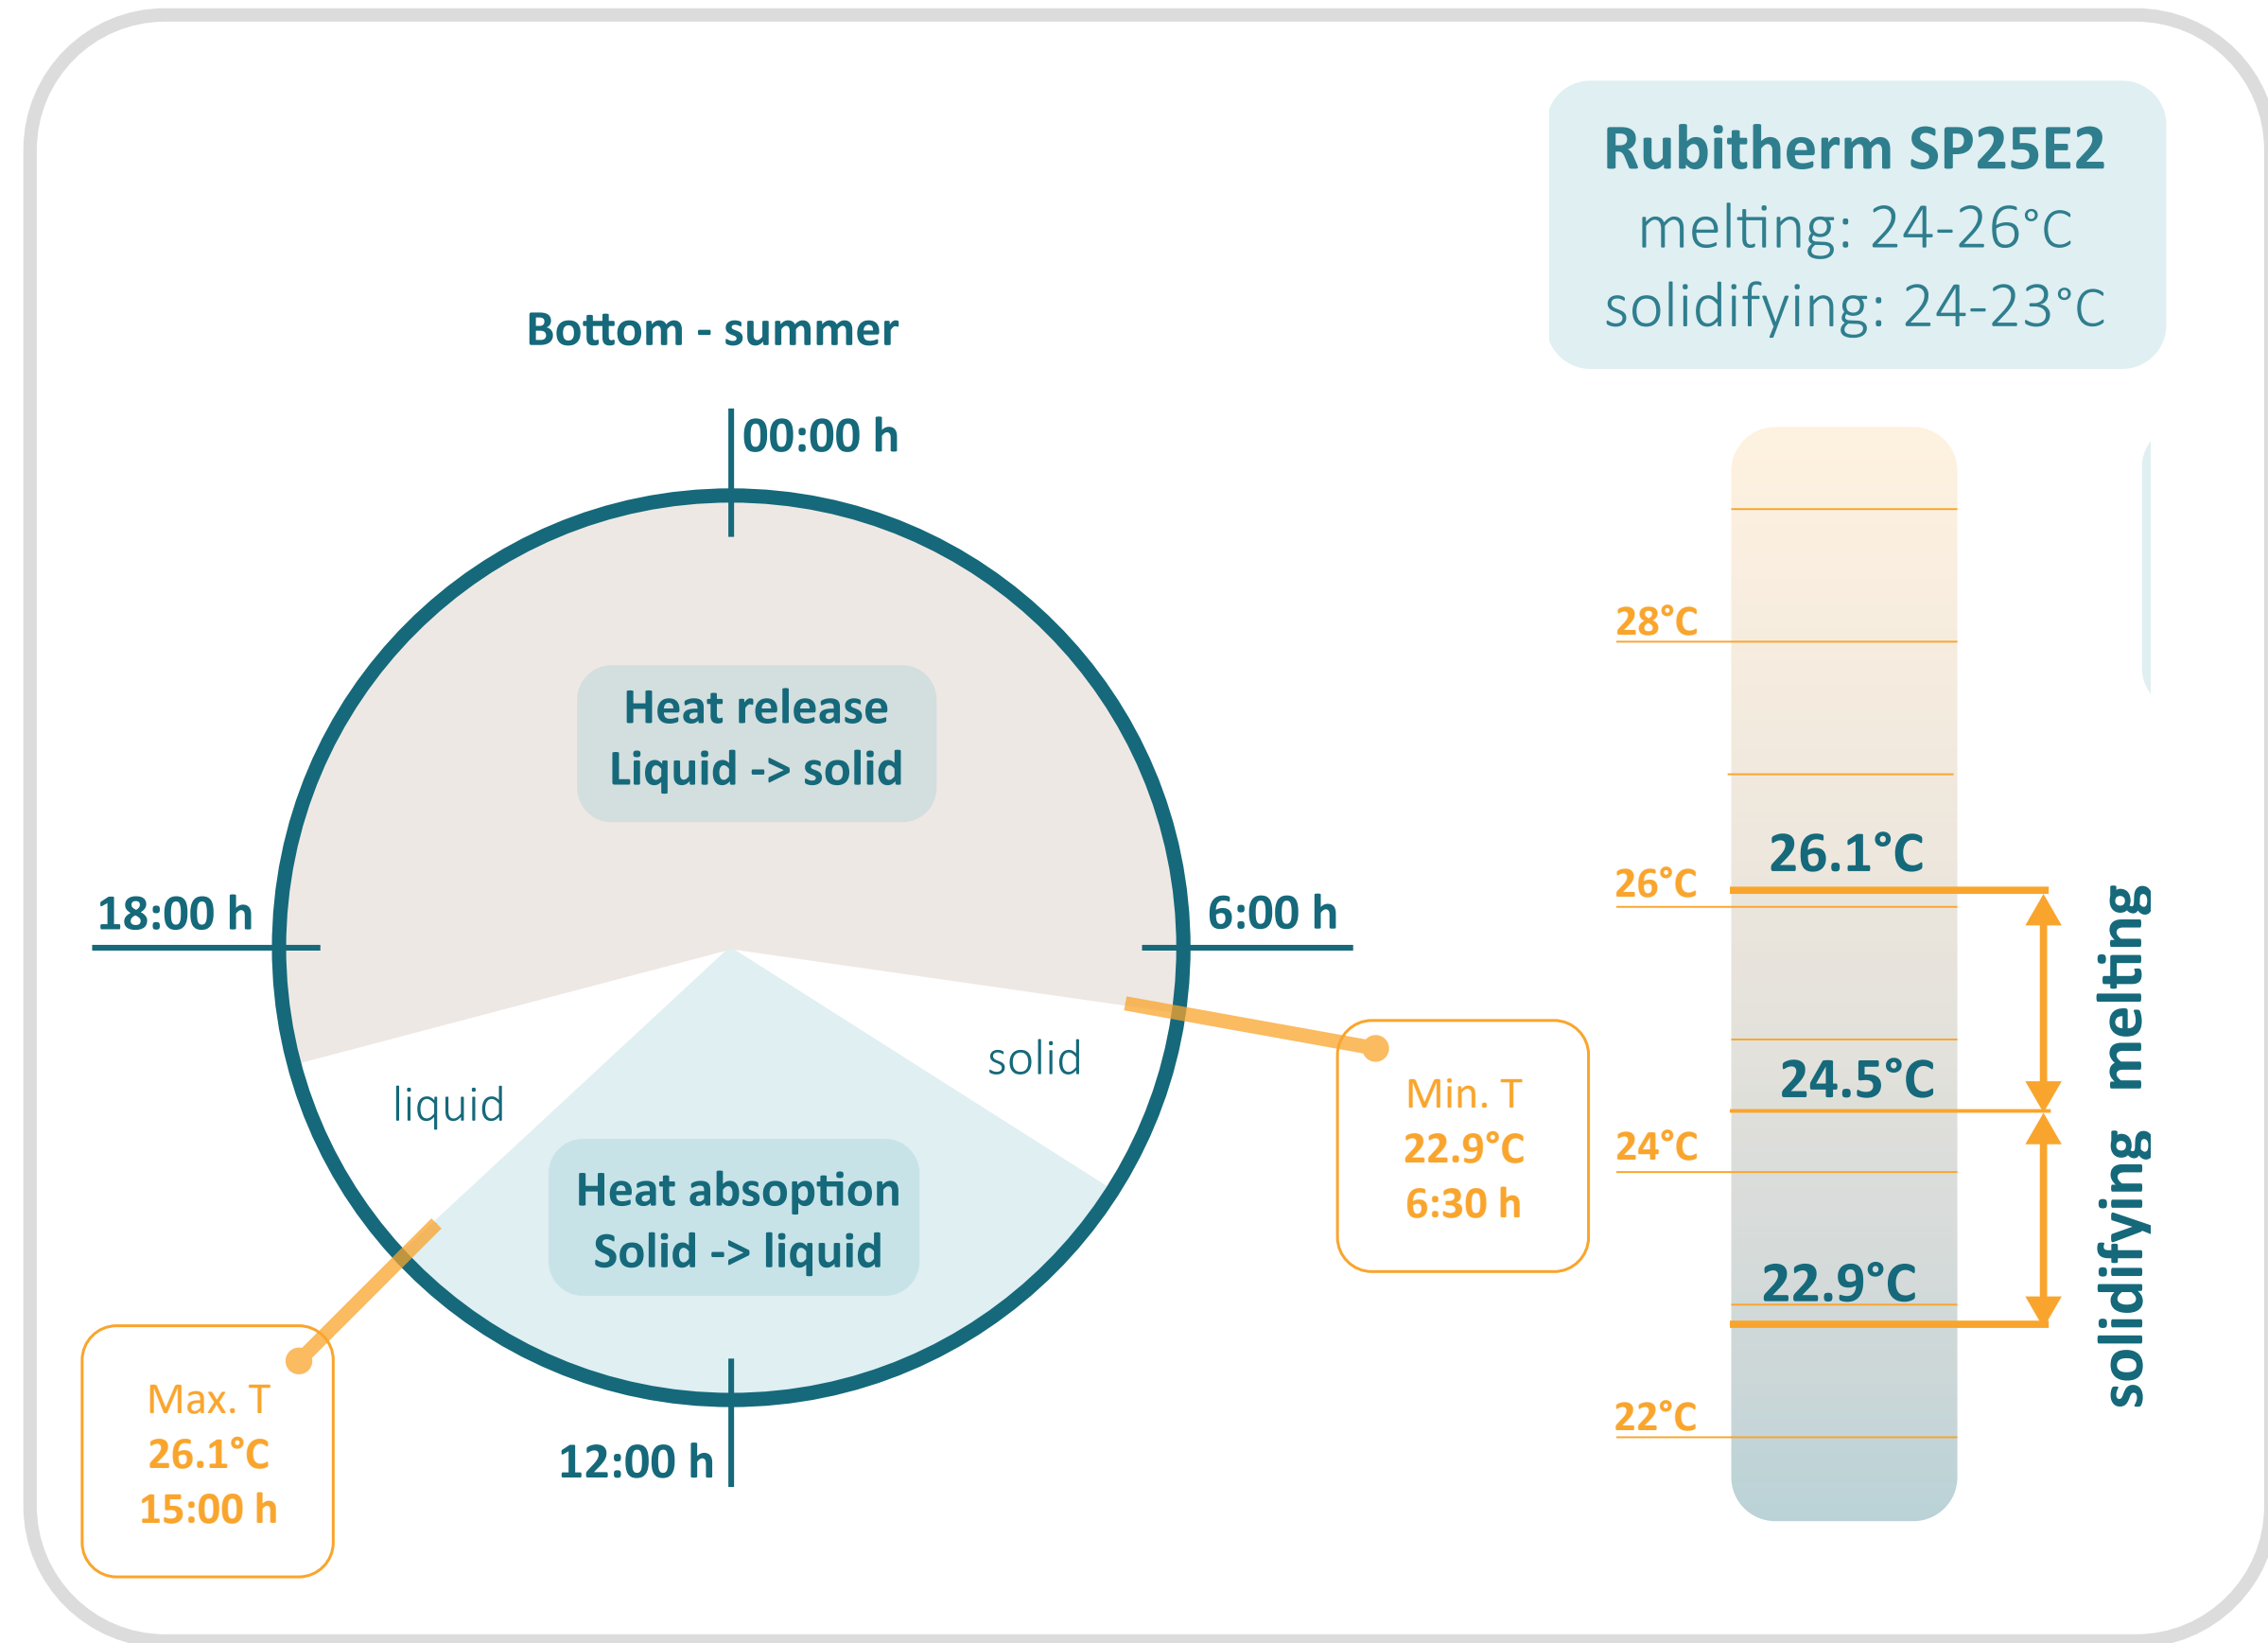 Rubitherm SP25E2
melting: 24-26°C
solidifying: 24-23°C
Bottom - summer
00:00 h
Heat release
Liquid -> solid
18:00 h
6:00 h
solid
liquid
Heat absoption
Solid -> liquid
Min. T
22.9°C
6:30 h
Max. T
26.1°C
15:00 h
12:00 h
28°C
26.1°C
26°C
24.5°C
24°C
22.9°C
22°C
melting
solidifying